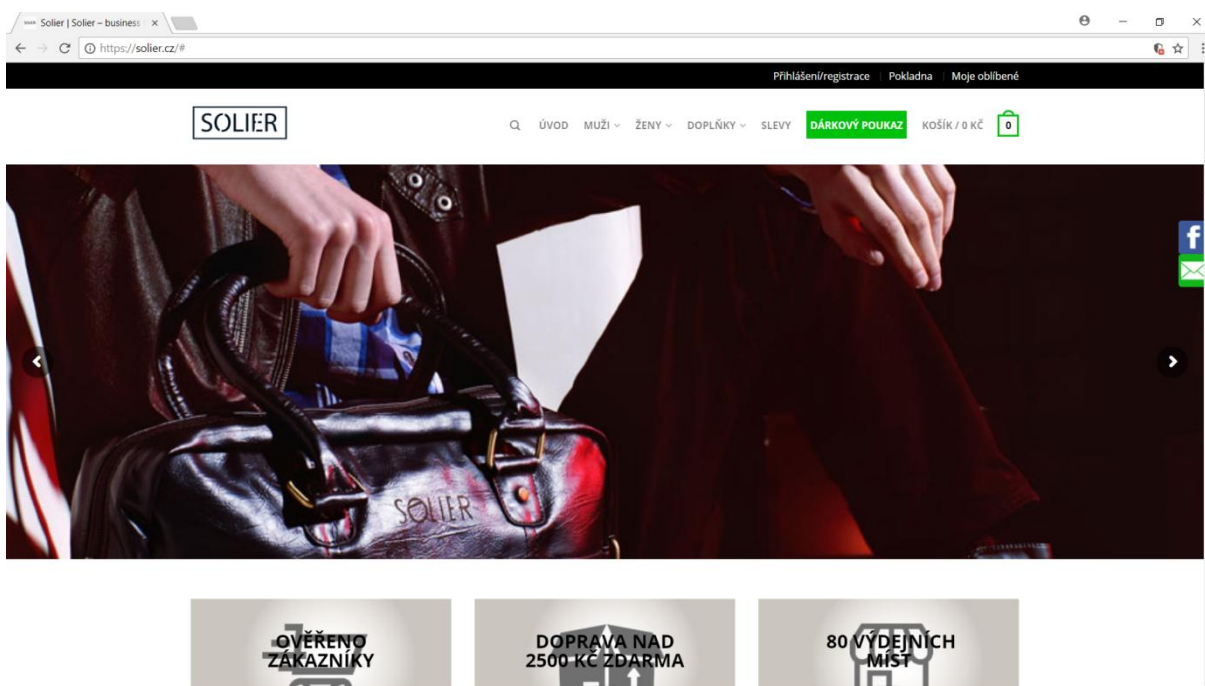 Solier | Solier – business
https://solier.cz/#
Přihlášení/registrace Pokladna Moje oblíbené
SOLIER
ÚVOD MUŽI ŽENY DOPLŇKY SLEVY DÁRKOVÝ POUKAZ KOŠÍK / 0 KČ 0
f
SOLIER
OVĚŘENO
ZÁKAZNÍKY
DOPRAVA NAD
2500 KČ ZDARMA
80 VÝDEJNÍCH
MÍST